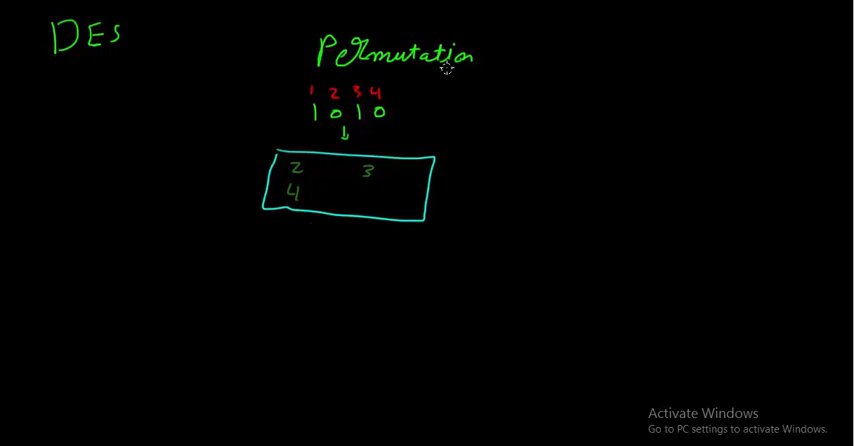 DES
Permutation
1 2 3 4
1 0 1 0
2 3
4
Activate Windows
Go to PC settings to activate Windows.